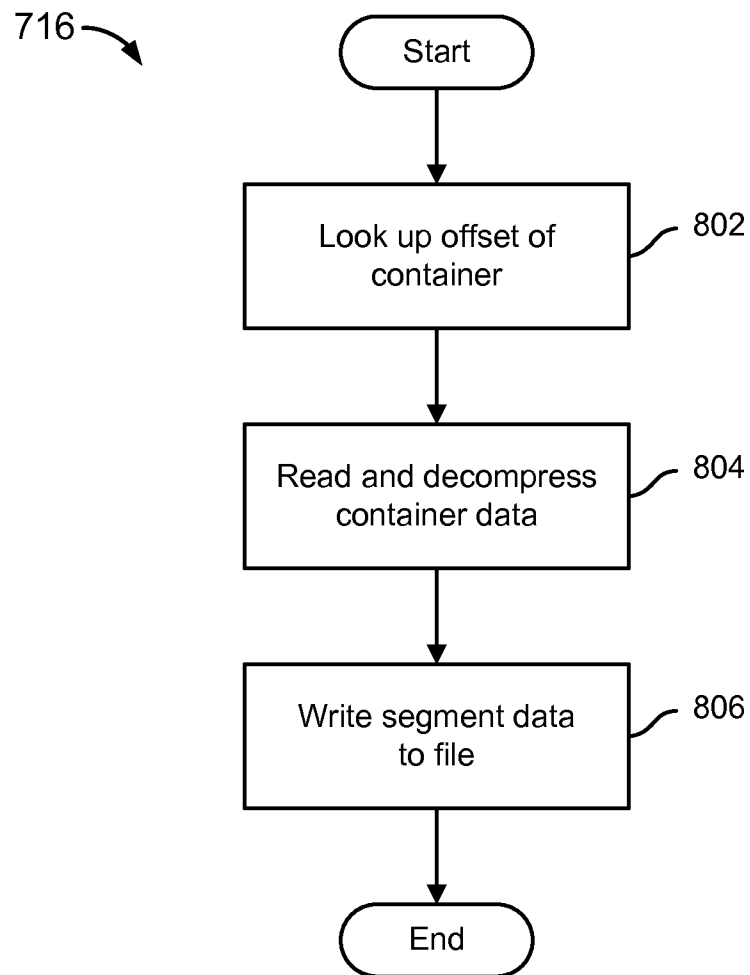 716
Start
Look up offset of
container
802
Read and decompress
container data
804
Write segment data
to file
806
End